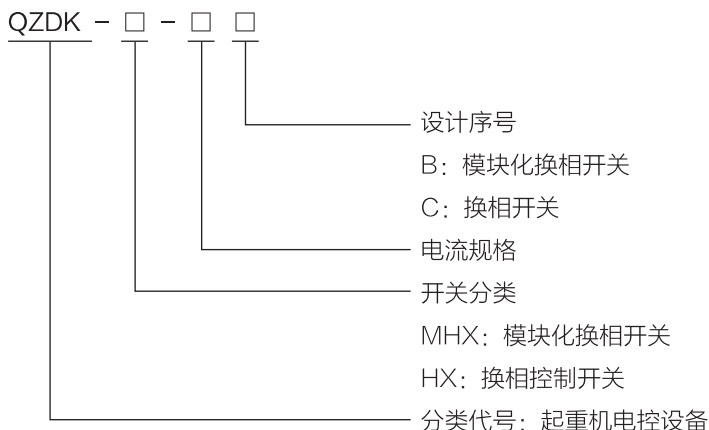 QZDK - □ - □ □
设计序号
B：模块化换相开关
C：换相开关
电流规格
开关分类
MHX：模块化换相开关
HX：换相控制开关
分类代号：起重机电控设备